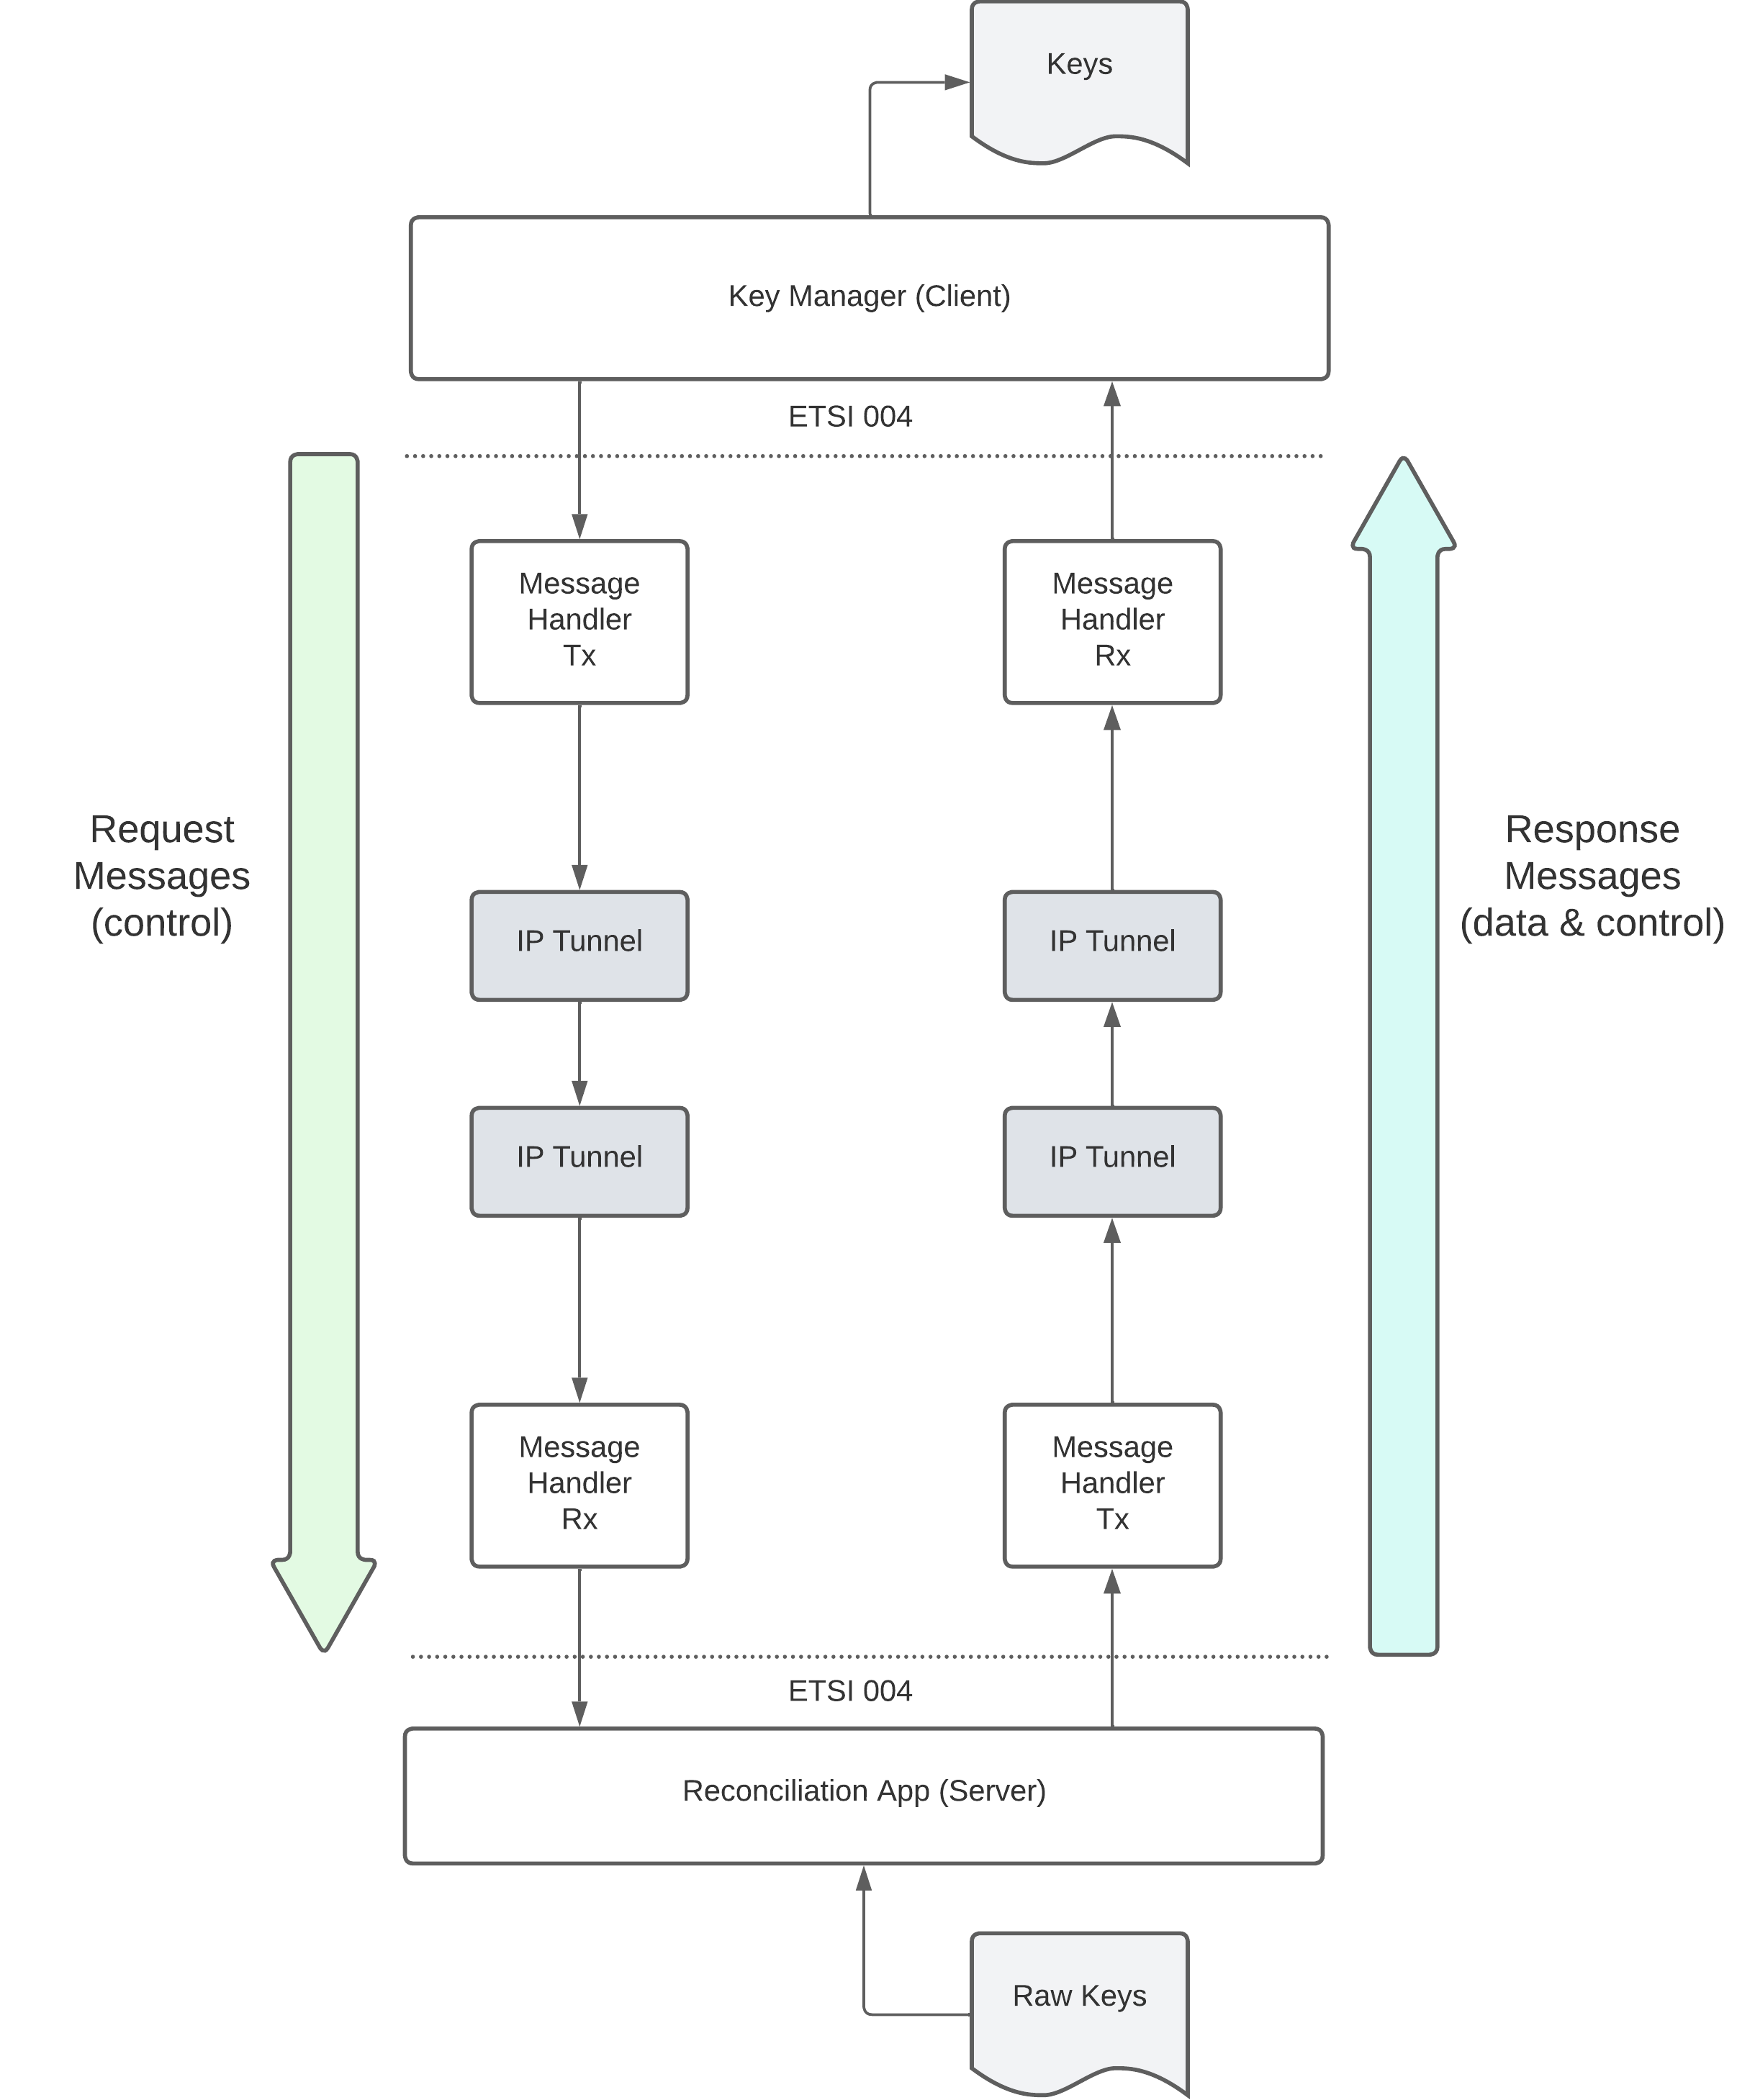 Keys
Key Manager (Client)
ETSI 004
Message
Handler
Tx
Message
Handler
Rx
Request
Messages
(control)
Response
Messages
(data & control)
IP Tunnel
IP Tunnel
IP Tunnel
IP Tunnel
Message
Handler
Rx
Message
Handler
Tx
ETSI 004
Reconciliation App (Server)
Raw Keys